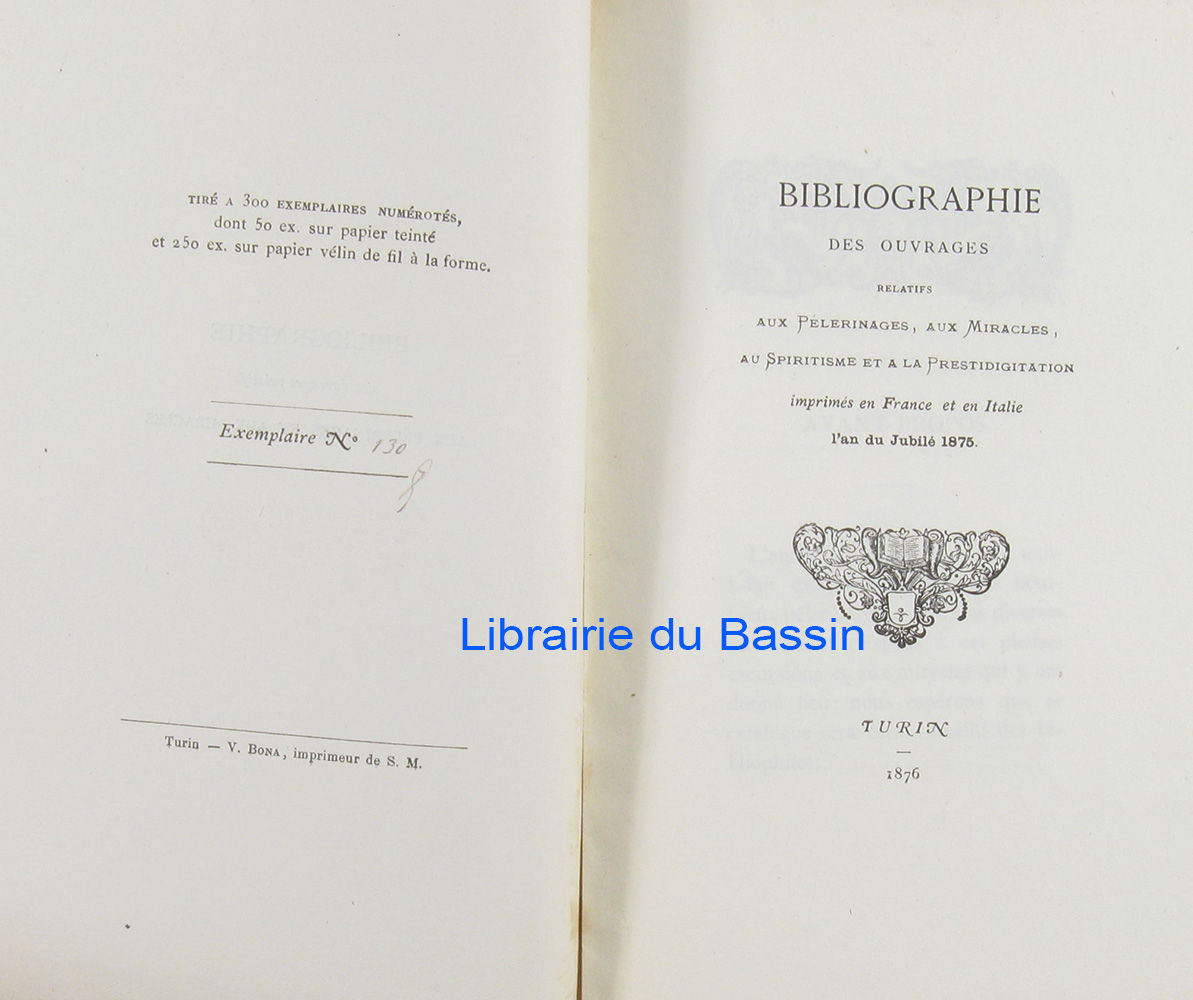 TIRÉ A 300 EXEMPLAIRES NUMÉROTÉS,
dont 50 ex. sur papier teinté
et 250 ex. sur papier vélin de fil à la forme.
Exemplaire No 130
Turin — V. BONA, imprimeur de S. M.
BIBLIOGRAPHIE
DES OUVRAGES
RELATIFS
AUX PÈLERINAGES, AUX MIRACLES,
AU SPIRITISME ET A LA PRESTIDIGITATION
imprimés en France et en Italie
l'an du Jubilé 1875.
Librairie du Bassin
TURIN
1876